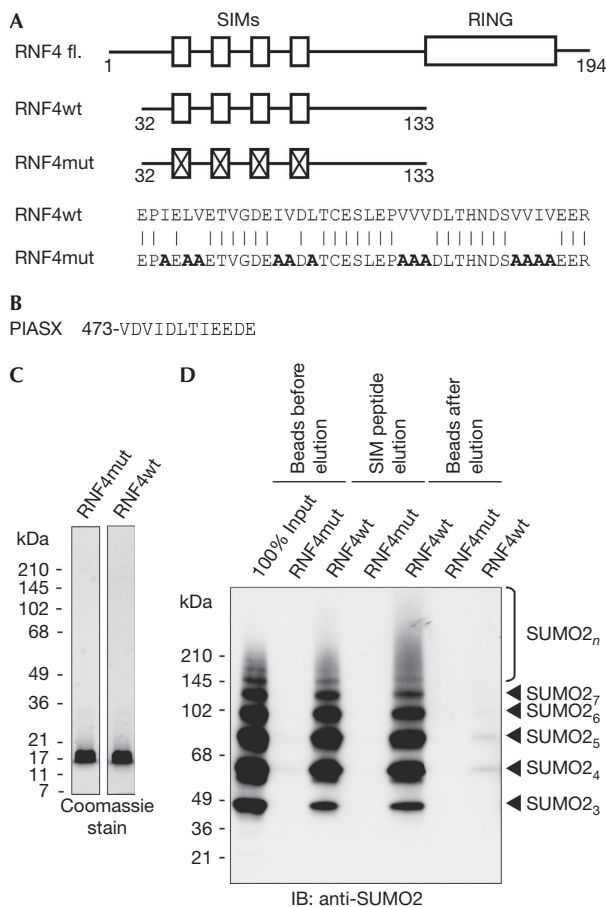 A
SIMs RING
RNF4 fl.
1 194
RNF4wt
32 133
RNF4mut
32 133
RNF4wt EPIELVETVGDEIVDLTCESLEPVVVDLTHNDSVVIVEER
RNF4mut EPAEAAETVGDEAADATCESLEPAAADLTHNDSAAAAEER
B
PIASX 473-VDVIDLTIEEDE
C
RNF4mut
RNF4wt
kDa
210 -
145 -
102 -
68 -
49 -
36 -
21 -
17 -
11 -
7 -
Coomassie
stain
D
Beads before
elution
SIM peptide
elution
Beads after
elution
100% Input
RNF4mut
RNF4wt
RNF4mut
RNF4wt
RNF4mut
RNF4wt
kDa
210 -
145 -
102 -
68 -
49 -
36 -
21 -
SUMO2n
SUMO27
SUMO26
SUMO25
SUMO24
SUMO23
IB: anti-SUMO2